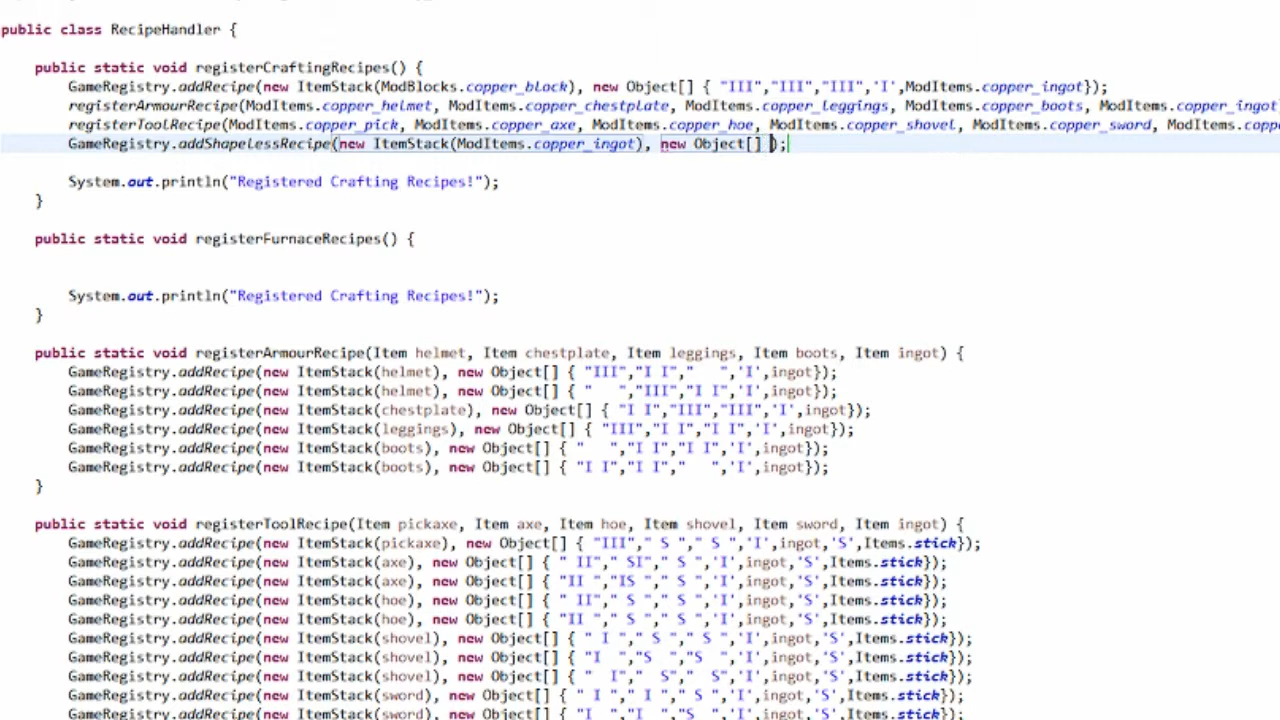 public class RecipeHandler {
public static void registerCraftingRecipes() {
GameRegistry.addRecipe(new ItemStack(ModBlocks.copper_block), new Object[] { "III","III","III",'I',ModItems.copper_ingot});
registerArmourRecipe(ModItems.copper_helmet, ModItems.copper_chestplate, ModItems.copper_leggings, ModItems.copper_boots, ModItems.copper_ingot
registerToolRecipe(ModItems.copper_pick, ModItems.copper_axe, ModItems.copper_hoe, ModItems.copper_shovel, ModItems.copper_sword, ModItems.coppe
GameRegistry.addShapelessRecipe(new ItemStack(ModItems.copper_ingot), new Object[] );
System.out.println("Registered Crafting Recipes!");
}
public static void registerFurnaceRecipes() {
System.out.println("Registered Crafting Recipes!");
}
public static void registerArmourRecipe(Item helmet, Item chestplate, Item leggings, Item boots, Item ingot) {
GameRegistry.addRecipe(new ItemStack(helmet), new Object[] { "III","I I","   ",'I',ingot});
GameRegistry.addRecipe(new ItemStack(helmet), new Object[] { "   ","III","I I",'I',ingot});
GameRegistry.addRecipe(new ItemStack(chestplate), new Object[] { "I I","III","III",'I',ingot});
GameRegistry.addRecipe(new ItemStack(leggings), new Object[] { "III","I I","I I",'I',ingot});
GameRegistry.addRecipe(new ItemStack(boots), new Object[] { "   ","I I","I I",'I',ingot});
GameRegistry.addRecipe(new ItemStack(boots), new Object[] { "I I","I I","   ",'I',ingot});
}
public static void registerToolRecipe(Item pickaxe, Item axe, Item hoe, Item shovel, Item sword, Item ingot) {
GameRegistry.addRecipe(new ItemStack(pickaxe), new Object[] { "III"," S "," S ",'I',ingot,'S',Items.stick});
GameRegistry.addRecipe(new ItemStack(axe), new Object[] { " II"," SI"," S ",'I',ingot,'S',Items.stick});
GameRegistry.addRecipe(new ItemStack(axe), new Object[] { "II ","IS "," S ",'I',ingot,'S',Items.stick});
GameRegistry.addRecipe(new ItemStack(hoe), new Object[] { " II"," S "," S ",'I',ingot,'S',Items.stick});
GameRegistry.addRecipe(new ItemStack(hoe), new Object[] { "II "," S "," S ",'I',ingot,'S',Items.stick});
GameRegistry.addRecipe(new ItemStack(shovel), new Object[] { " I "," S "," S ",'I',ingot,'S',Items.stick});
GameRegistry.addRecipe(new ItemStack(shovel), new Object[] { "I  ","S  ","S  ",'I',ingot,'S',Items.stick});
GameRegistry.addRecipe(new ItemStack(shovel), new Object[] { "  I","  S","  S",'I',ingot,'S',Items.stick});
GameRegistry.addRecipe(new ItemStack(sword), new Object[] { " I "," I "," S ",'I',ingot,'S',Items.stick});
GameRegistry.addRecipe(new ItemStack(sword), new Object[] { "I  ","I  ","S  ",'I',ingot,'S',Items.stick});